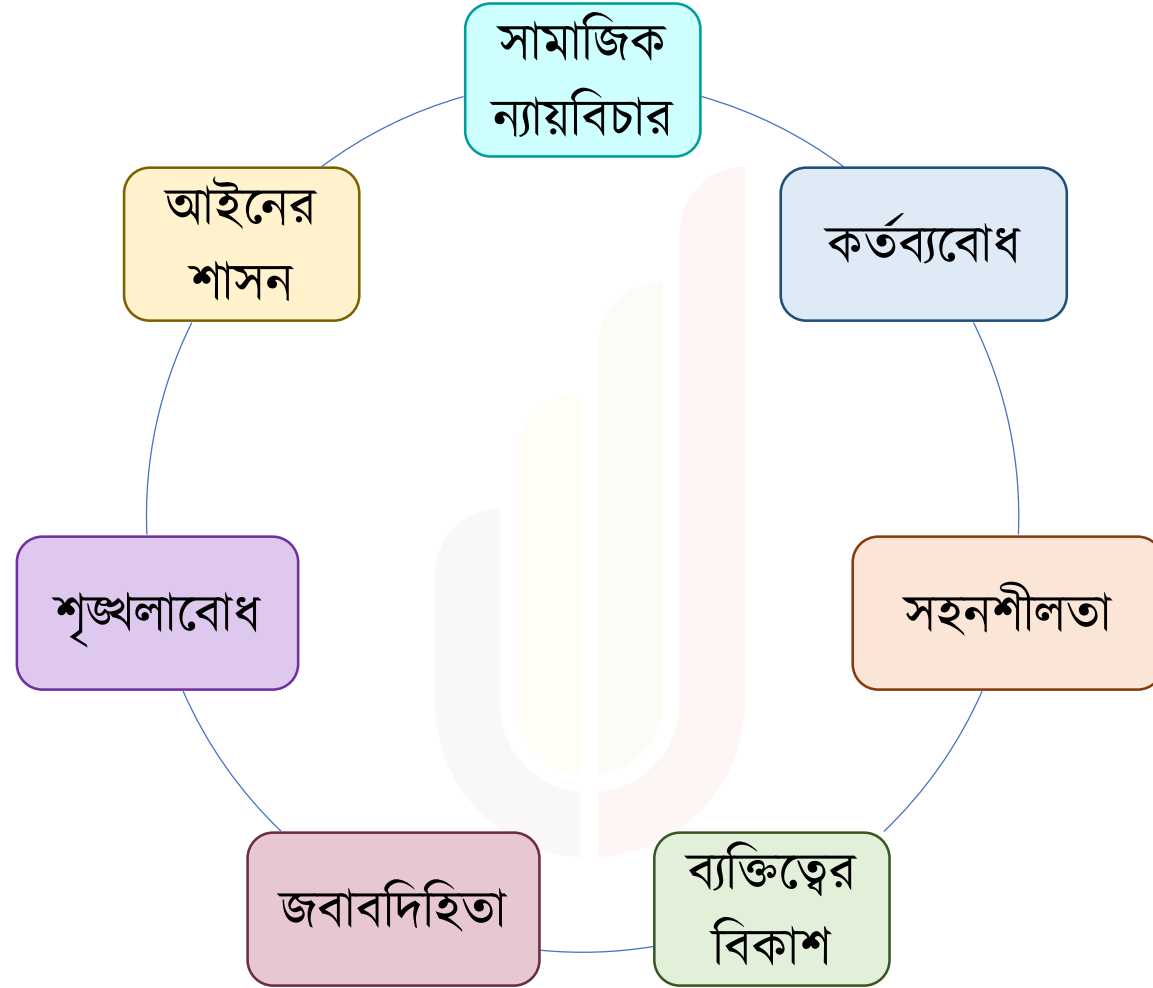 সামাজিক
ন্যায়বিচার
কর্তব্যবোধ
সহনশীলতা
ব্যক্তিত্বের
বিকাশ
জবাবদিহিতা
শৃঙ্খলাবোধ
আইনের
শাসন